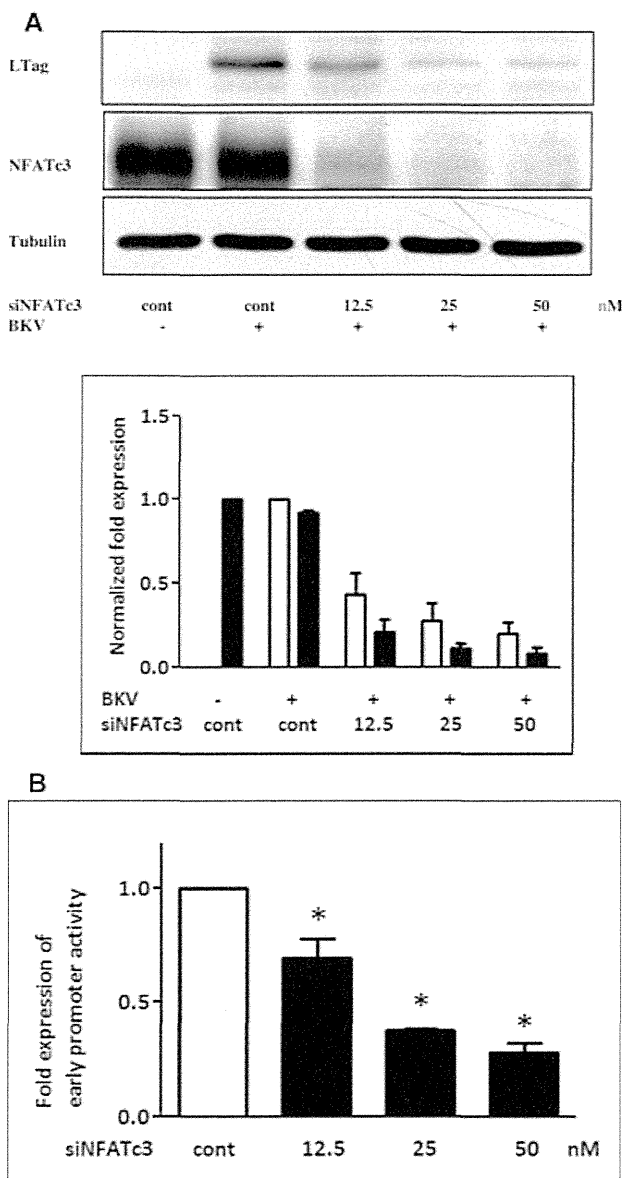 A
LTag
NFATc3
Tubulin
siNFATc3 cont cont 12.5 25 50 nM
BKV - + + + +
Normalized fold expression
1.5
1.0
0.5
0.0
BKV - + + + +
siNFATc3 cont cont 12.5 25 50
B
Fold expression of
early promoter activity
1.0
0.5
0.0
* * *
siNFATc3 cont 12.5 25 50 nM